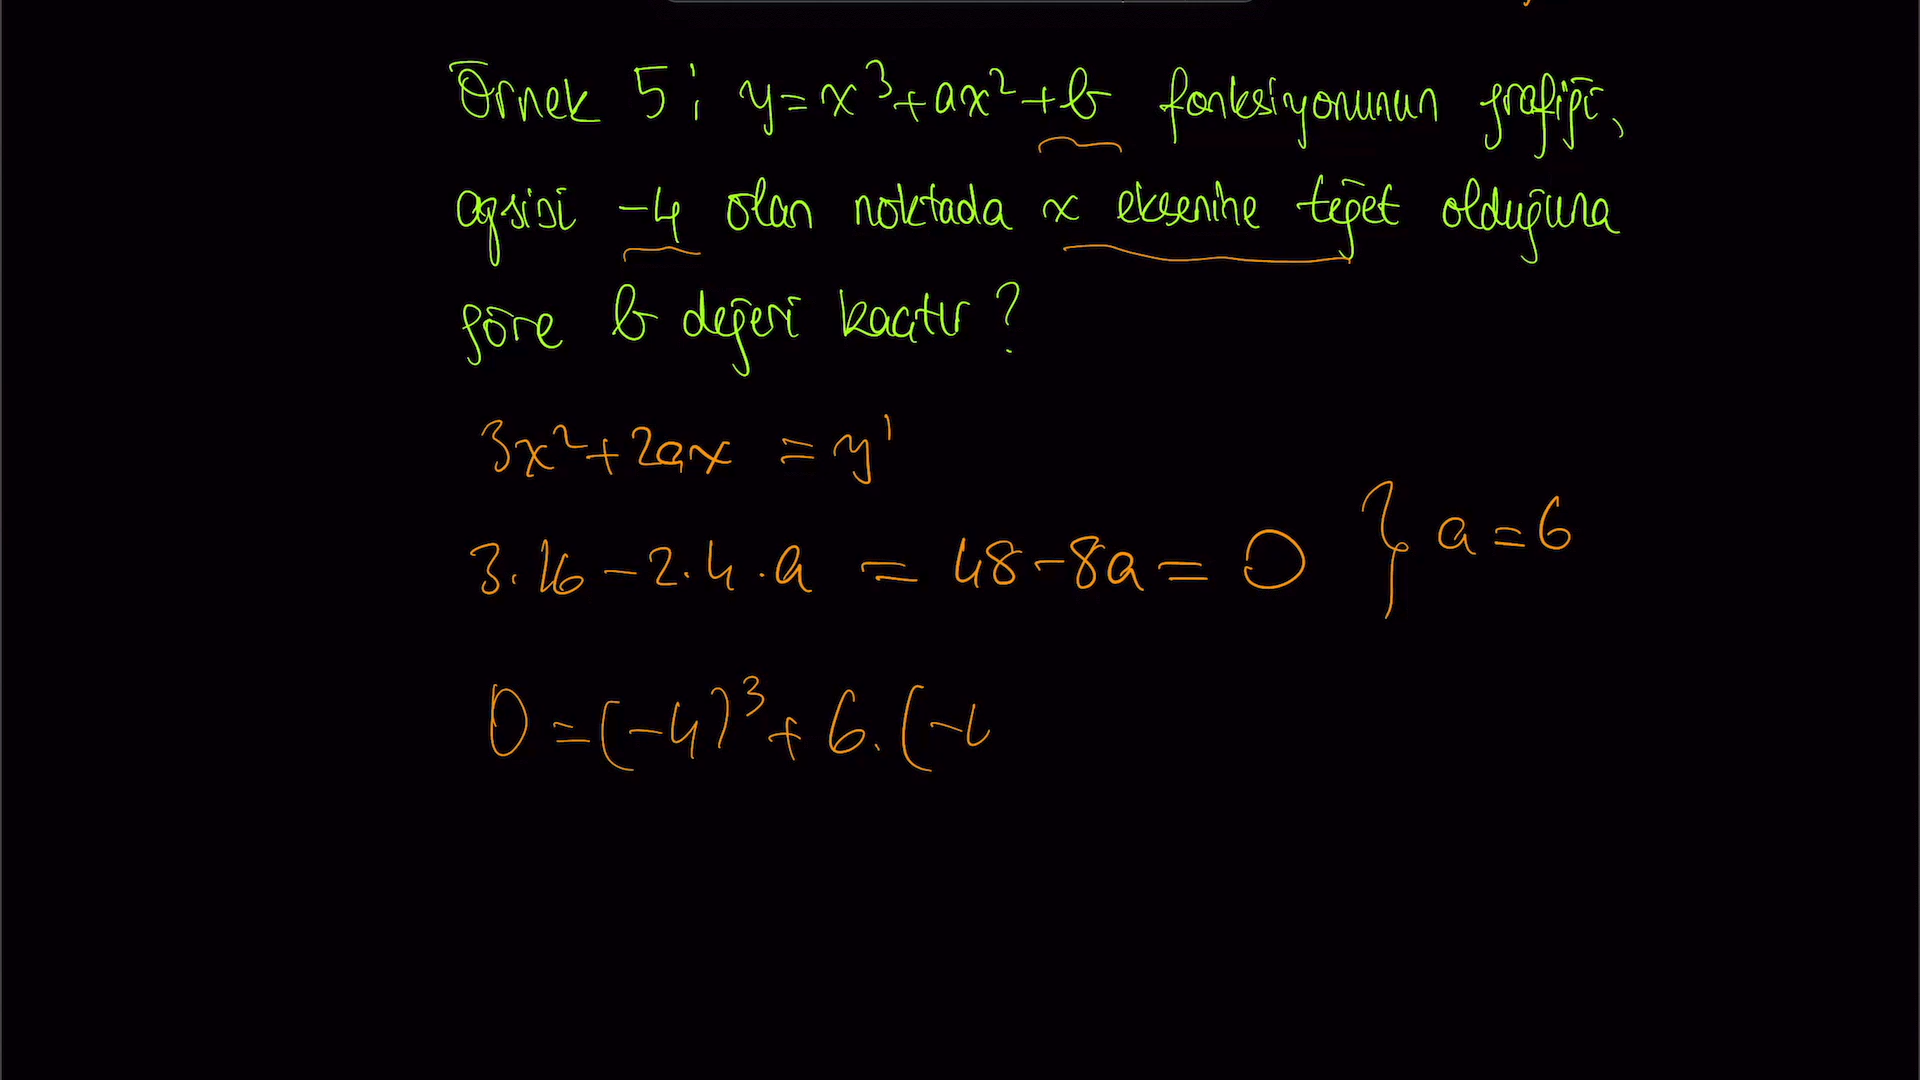 Örnek 5: y=x³+ax²+b fonksiyonunun grafiği,
apsisi -4 olan noktada x eksenine teğet olduğuna
göre b değeri kaçtır?
3x²+2ax = y'
3.16-2.4.a = 48-8a = 0 } a=6
0=(-4)³+6.(-